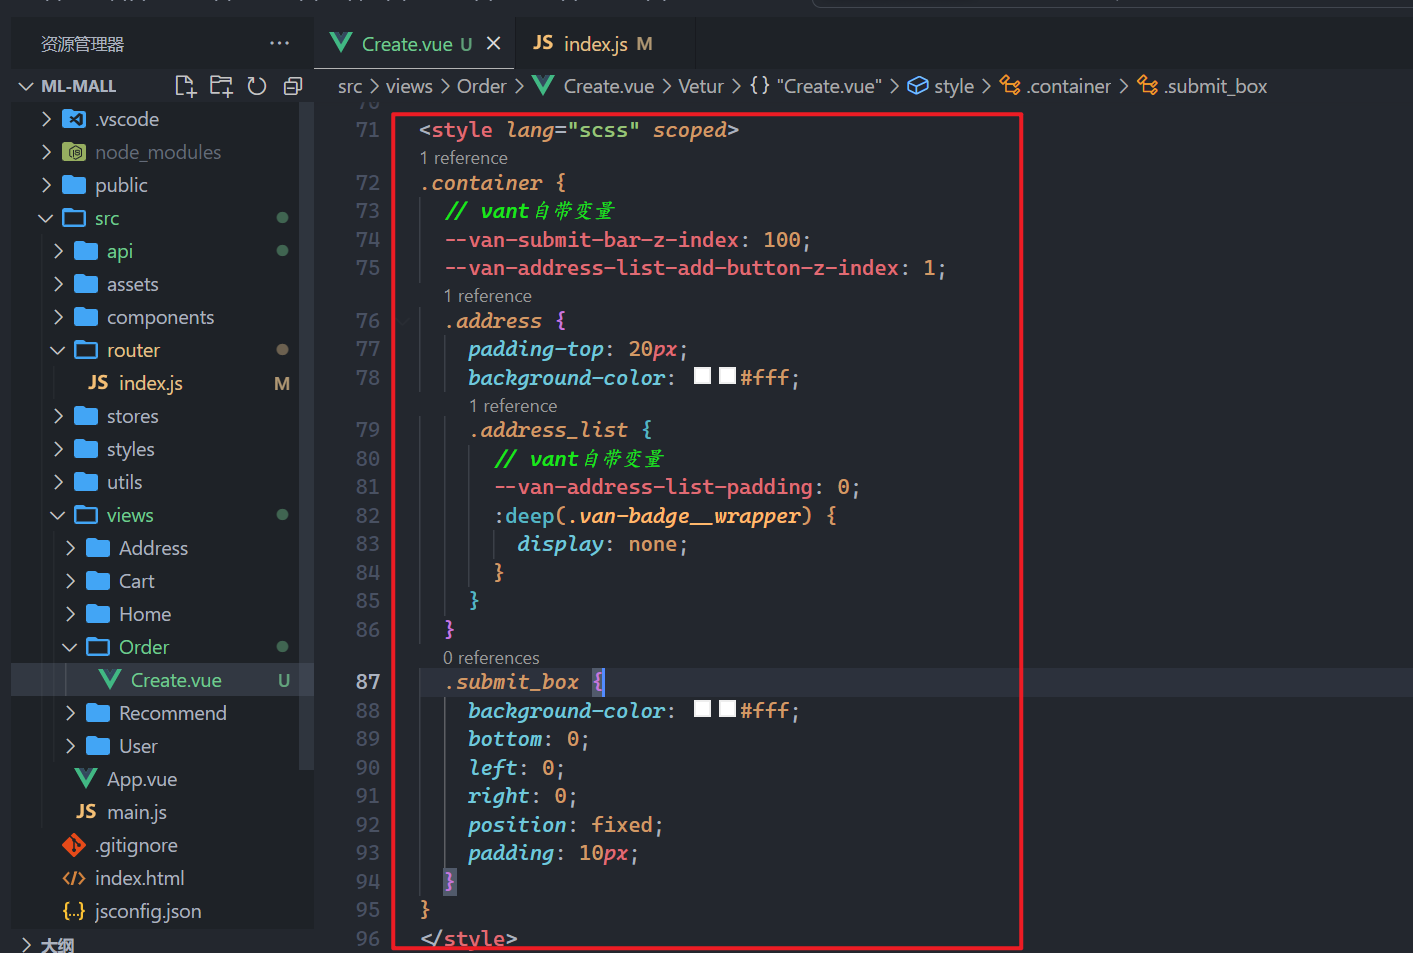 资源管理器 ···
Create.vue U
index.js M
ML-MALL
src > views > Order > Create.vue > Vetur > {} "Create.vue" > style > .container > .submit_box
.vscode
node_modules
public
src
api
assets
components
router
JS index.js M
stores
styles
utils
views
Address
Cart
Home
Order
Create.vue U
Recommend
User
App.vue
JS main.js
.gitignore
index.html
{..} jsconfig.json
大纲
71 <style lang="scss" scoped>
1 reference
72 .container {
73 // vant自带变量
74 --van-submit-bar-z-index: 100;
75 --van-address-list-add-button-z-index: 1;
1 reference
76 .address {
77 padding-top: 20px;
78 background-color: #fff;
1 reference
79 .address_list {
80 // vant自带变量
81 --van-address-list-padding: 0;
82 :deep(.van-badge__wrapper) {
83 display: none;
84 }
85 }
86 }
0 references
87 .submit_box {
88 background-color: #fff;
89 bottom: 0;
90 left: 0;
91 right: 0;
92 position: fixed;
93 padding: 10px;
94 }
95 }
96 </style>